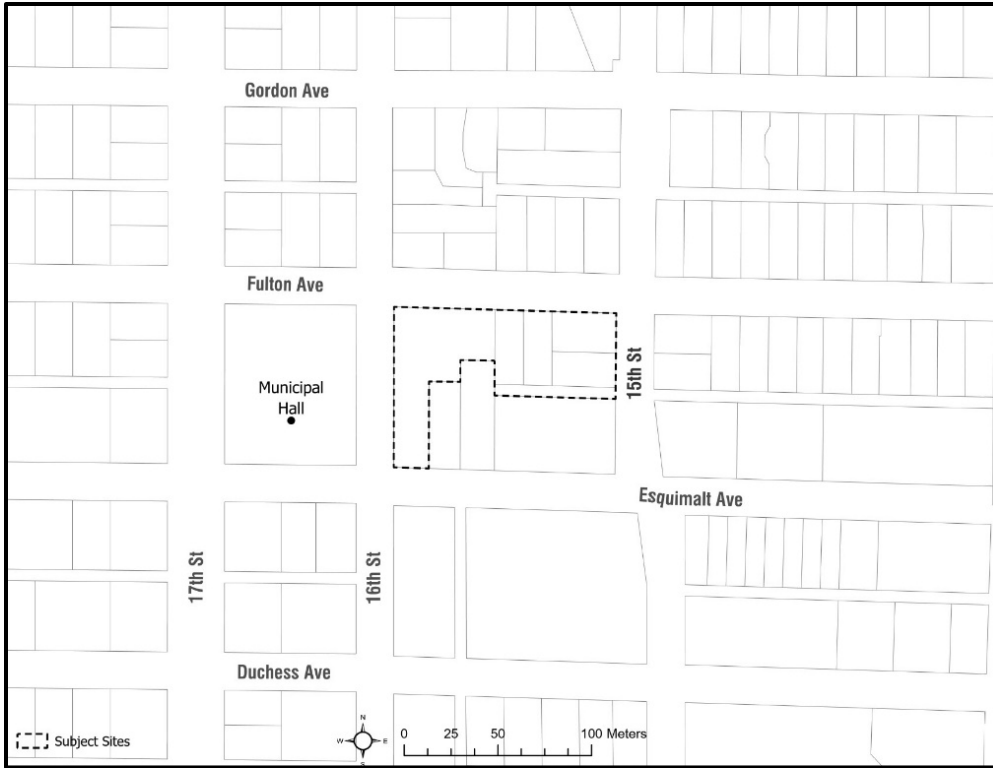 Gordon Ave
Fulton Ave
Municipal
Hall
15th St
Esquimalt Ave
17th St
16th St
Duchess Ave
Subject Sites
N
W E
S
0 25 50 100 Meters